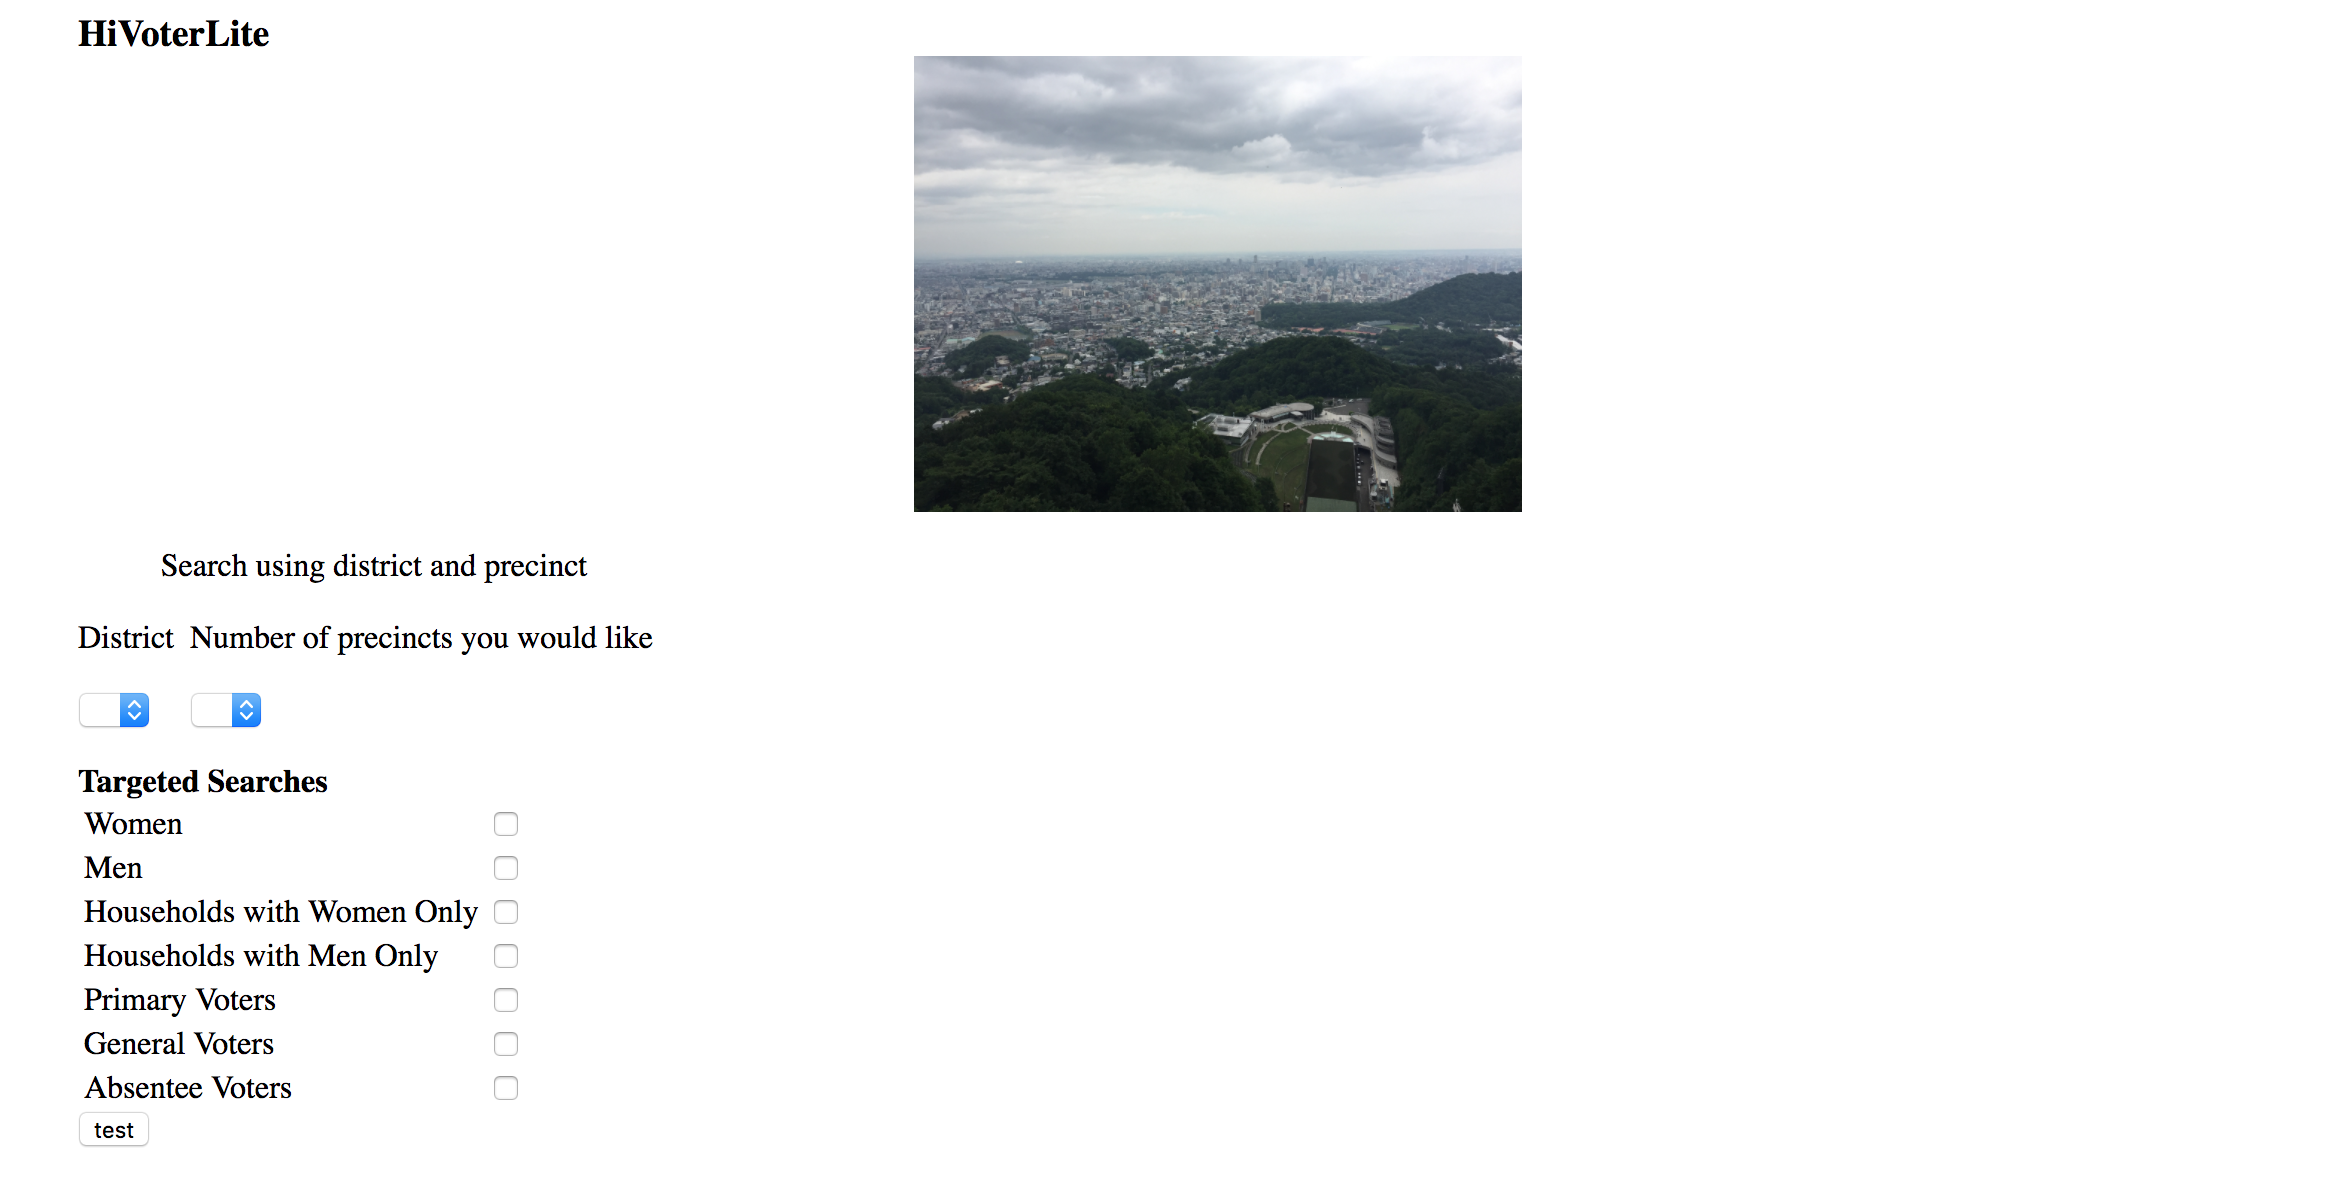 HiVoterLite
Search using district and precinct
District Number of precincts you would like
Targeted Searches
Women
Men
Households with Women Only
Households with Men Only
Primary Voters
General Voters
Absentee Voters
test